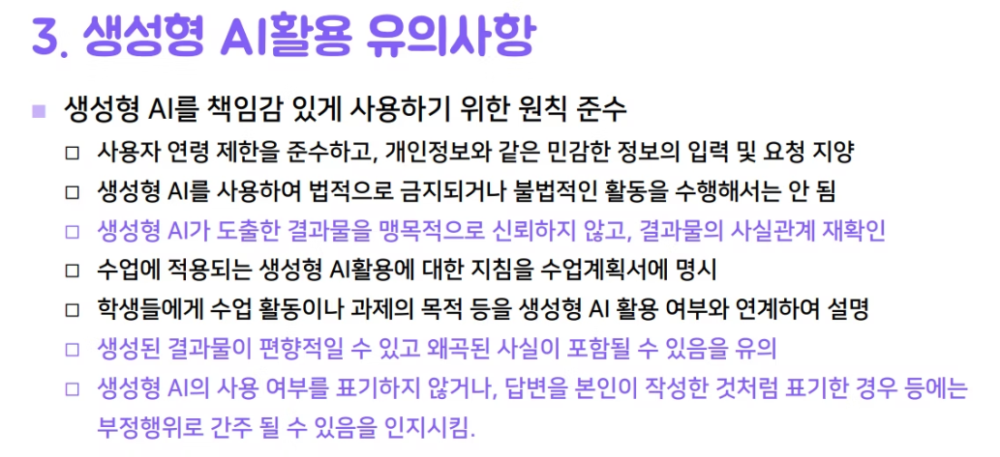 3. 생성형 AI활용 유의사항
■ 생성형 AI를 책임감 있게 사용하기 위한 원칙 준수
□ 사용자 연령 제한을 준수하고, 개인정보와 같은 민감한 정보의 입력 및 요청 지양
□ 생성형 AI를 사용하여 법적으로 금지되거나 불법적인 활동을 수행해서는 안 됨
□ 생성형 AI가 도출한 결과물을 맹목적으로 신뢰하지 않고, 결과물의 사실관계 재확인
□ 수업에 적용되는 생성형 AI활용에 대한 지침을 수업계획서에 명시
□ 학생들에게 수업 활동이나 과제의 목적 등을 생성형 AI 활용 여부와 연계하여 설명
□ 생성된 결과물이 편향적일 수 있고 왜곡된 사실이 포함될 수 있음을 유의
□ 생성형 AI의 사용 여부를 표기하지 않거나, 답변을 본인이 작성한 것처럼 표기한 경우 등에는
부정행위로 간주 될 수 있음을 인지시킴.